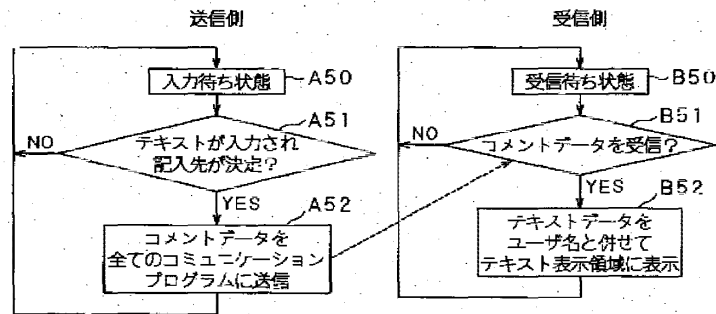 送信側
入力待ち状態
A50
A51
テキストが入力され
記入先が決定?
NO
YES
A52
コメントデータを
全てのコミュニケーション
プログラムに送信
受信側
受信待ち状態
B50
B51
コメントデータを受信?
NO
YES
B52
テキストデータを
ユーザ名と併せて
テキスト表示領域に表示